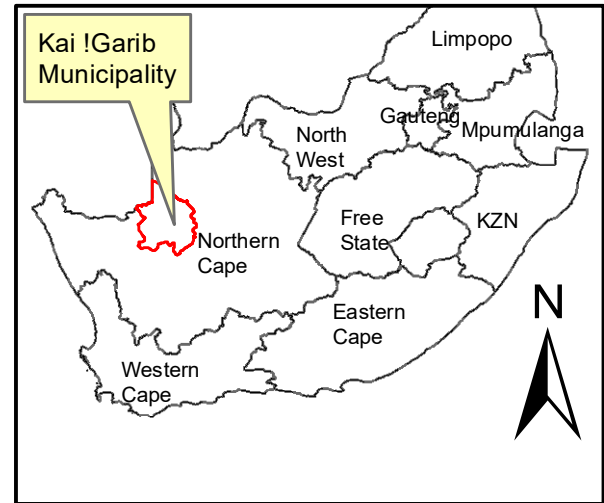 Kai !Garib
Municipality
Limpopo
Gauteng
Mpumulanga
North
West
Free
State
KZN
Northern
Cape
Eastern
Cape
Western
Cape
N